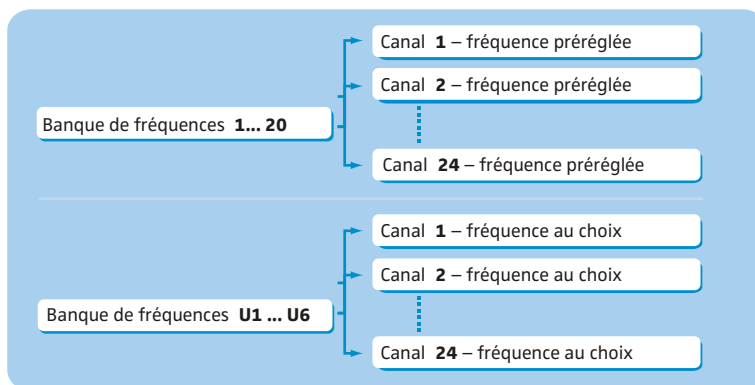 Canal 1 – fréquence préréglée
Canal 2 – fréquence préréglée
Banque de fréquences 1... 20
Canal 24 – fréquence préréglée
Canal 1 – fréquence au choix
Canal 2 – fréquence au choix
Banque de fréquences U1 ... U6
Canal 24 – fréquence au choix